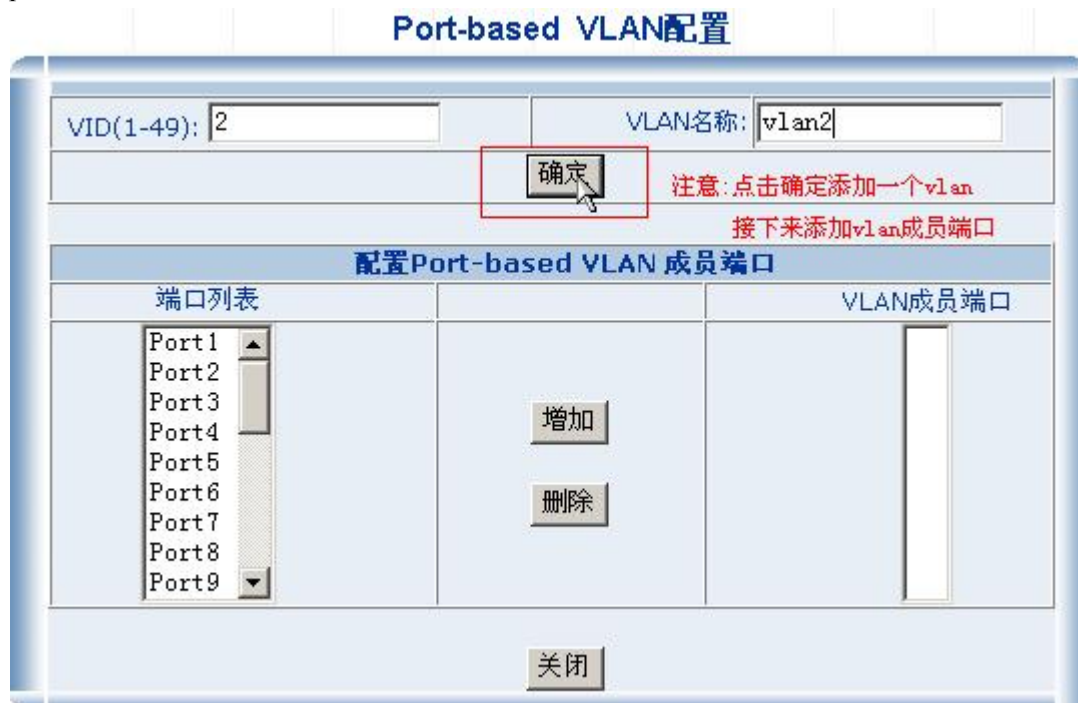 Port-based VLAN配置
VID(1-49): 2
VLAN名称: vlan2
确定
注意:点击确定添加一个vlan
接下来添加vlan成员端口
配置Port-based VLAN 成员端口
端口列表
VLAN成员端口
Port1
Port2
Port3
Port4
Port5
Port6
Port7
Port8
Port9
增加
删除
关闭